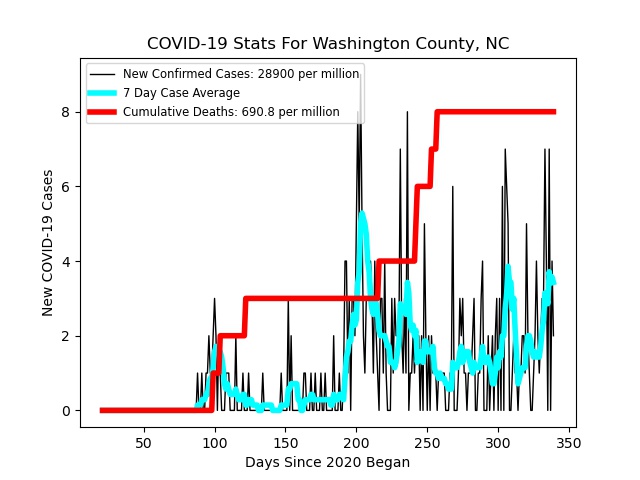 COVID-19 Stats For Washington County, NC
New Confirmed Cases: 28900 per million
7 Day Case Average
Cumulative Deaths: 690.8 per million
New COVID-19 Cases
8
6
4
2
0
50 100 150 200 250 300 350
Days Since 2020 Began